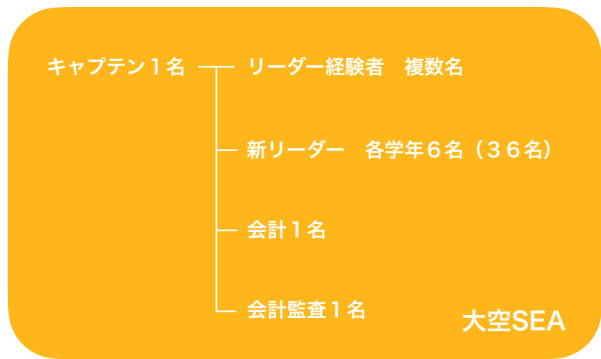 キャプテン１名
リーダー経験者　複数名
新リーダー　各学年６名（３６名）
会計１名
会計監査１名
大空SEA